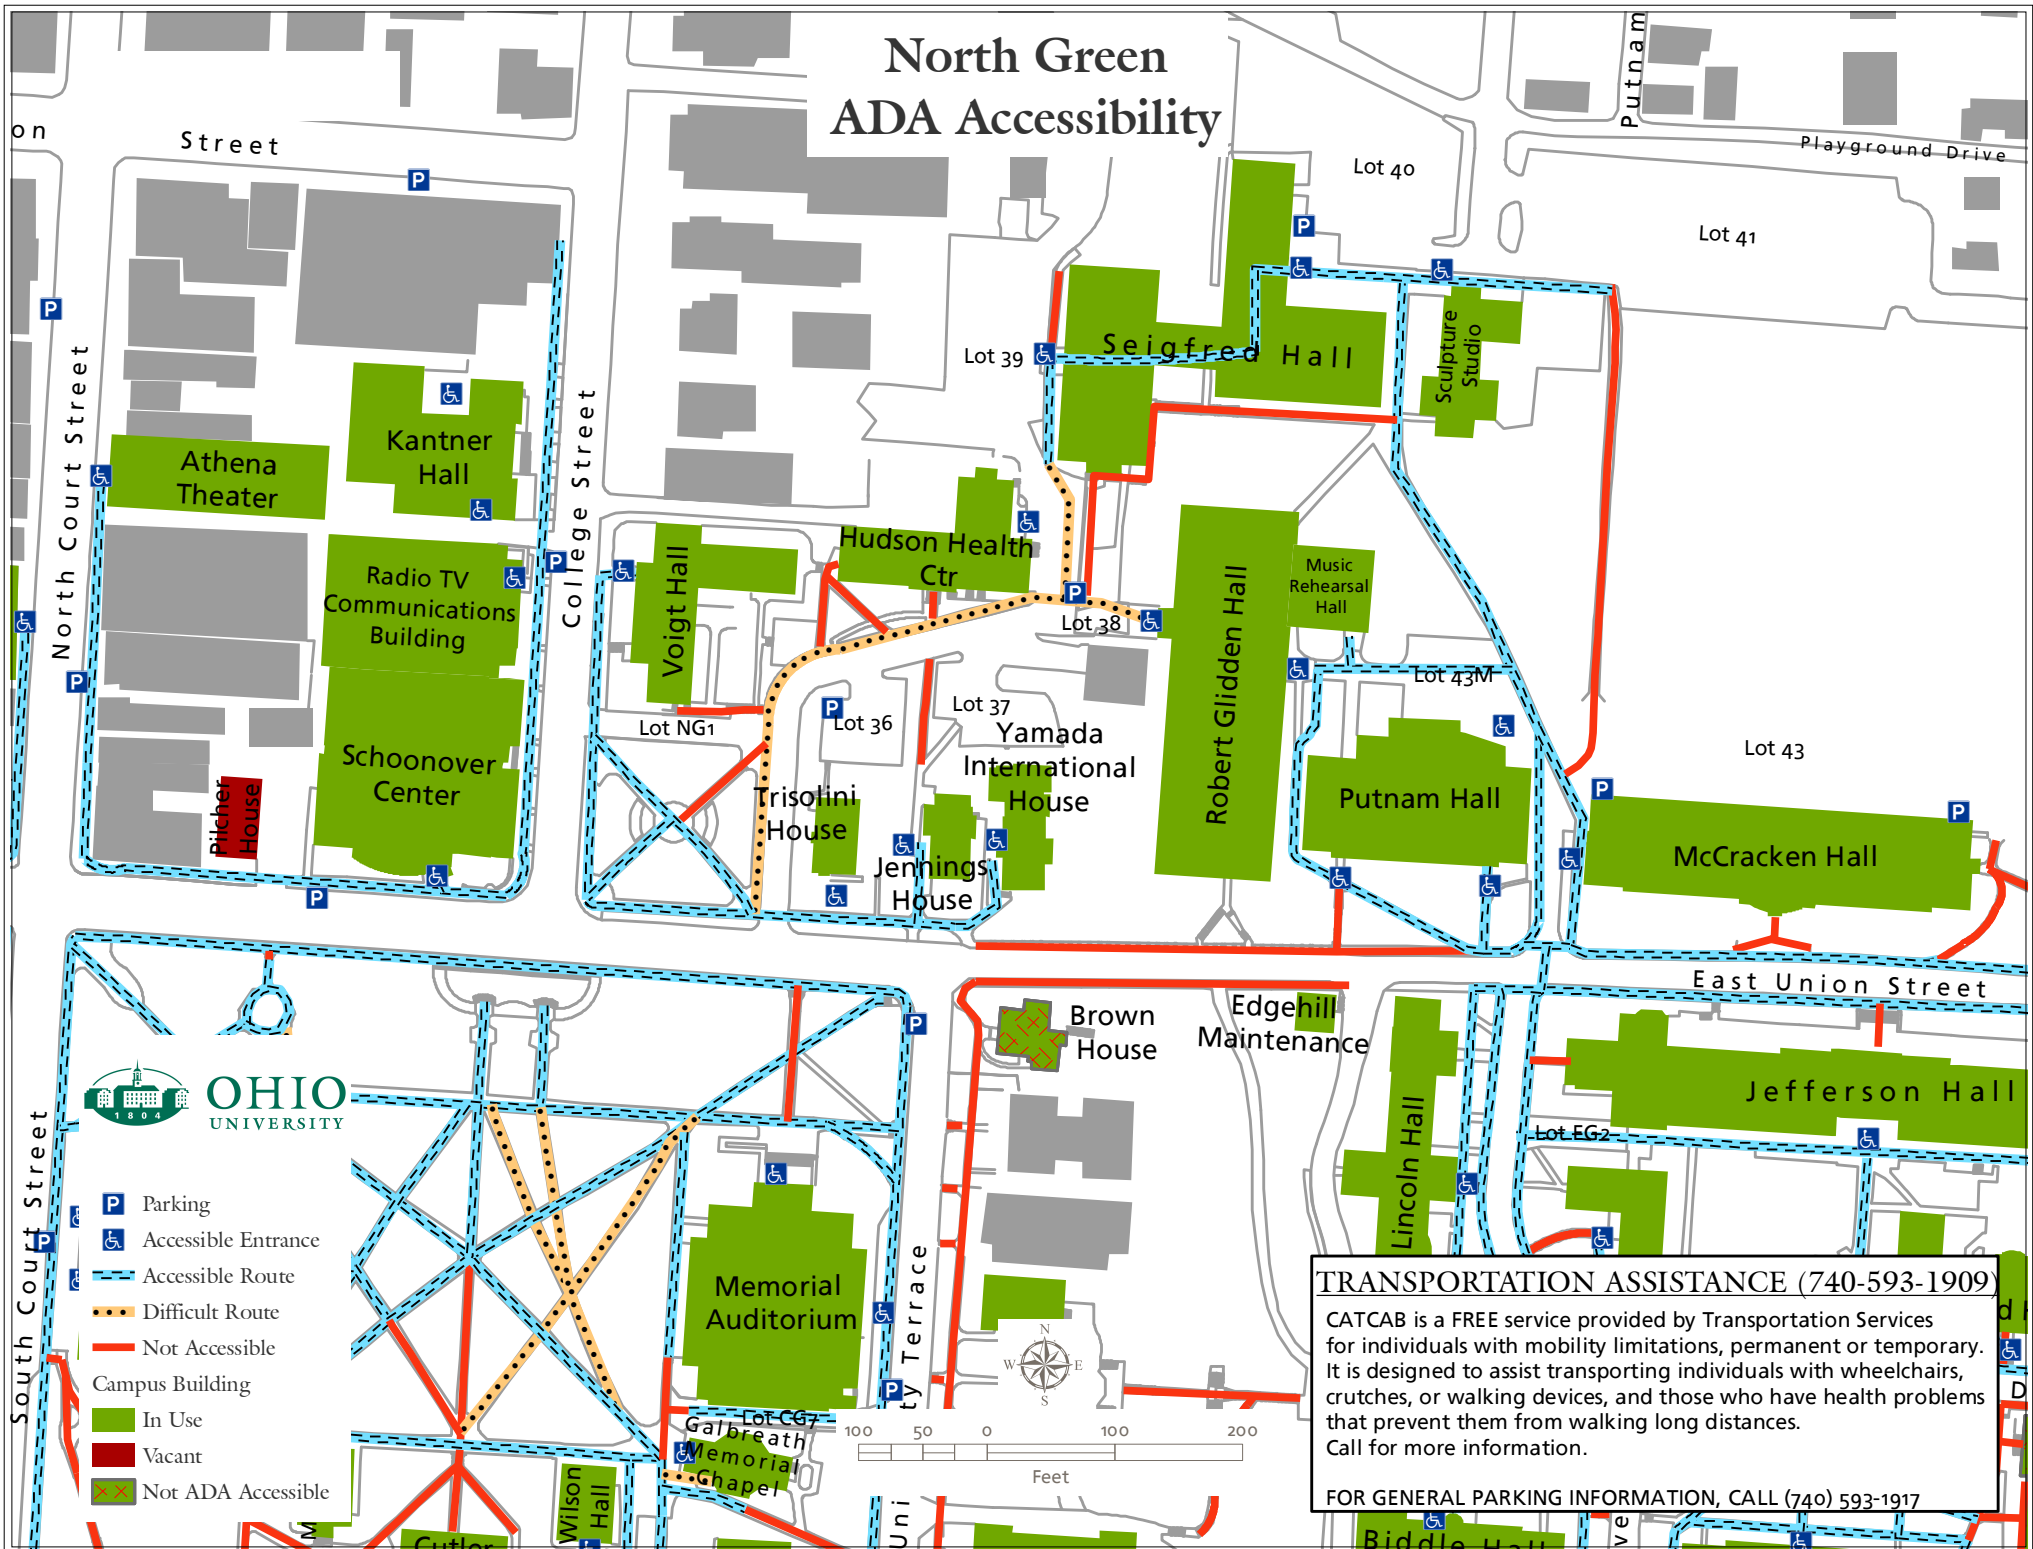 North Green
ADA Accessibility
on
Street
Putnam
Playground Drive
Lot 40
Lot 41
P
P
P
Lot 39
Seigfred Hall
Sculpture
Studio
North Court Street
College Street
Kantner
Hall
Athena
Theater
Hudson Health
Ctr
Voigt Hall
Radio TV
Communications
Building
P
P
Lot 38
Music
Rehearsal
Hall
Robert Glidden Hall
Lot 43M
P
P
Lot 36
Lot 37
Lot NG1
Yamada
International
House
Lot 43
Schoonover
Center
Pilcher
House
Trisolini
House
Jennings
House
Putnam Hall
P
P
McCracken Hall
P
East Union Street
Brown
House
Edgehill
Maintenance
P
Jefferson Hall
Lincoln Hall
Lot EG2
1804
OHIO
UNIVERSITY
South Court Street
P
P Parking
Accessible Entrance
Accessible Route
Difficult Route
Not Accessible
Campus Building
In Use
Vacant
Not ADA Accessible
Memorial
Auditorium
ty Terrace
Uni
P
Lot CG7
Galbreath
Memorial
Chapel
Wilson
Hall
M
Cutler
N
W E
S
100 50 0 100 200
Feet
TRANSPORTATION ASSISTANCE (740-593-1909)
CATCAB is a FREE service provided by Transportation Services
for individuals with mobility limitations, permanent or temporary.
It is designed to assist transporting individuals with wheelchairs,
crutches, or walking devices, and those who have health problems
that prevent them from walking long distances.
Call for more information.
FOR GENERAL PARKING INFORMATION, CALL (740) 593-1917
Biddle Hall
ve
d H
D